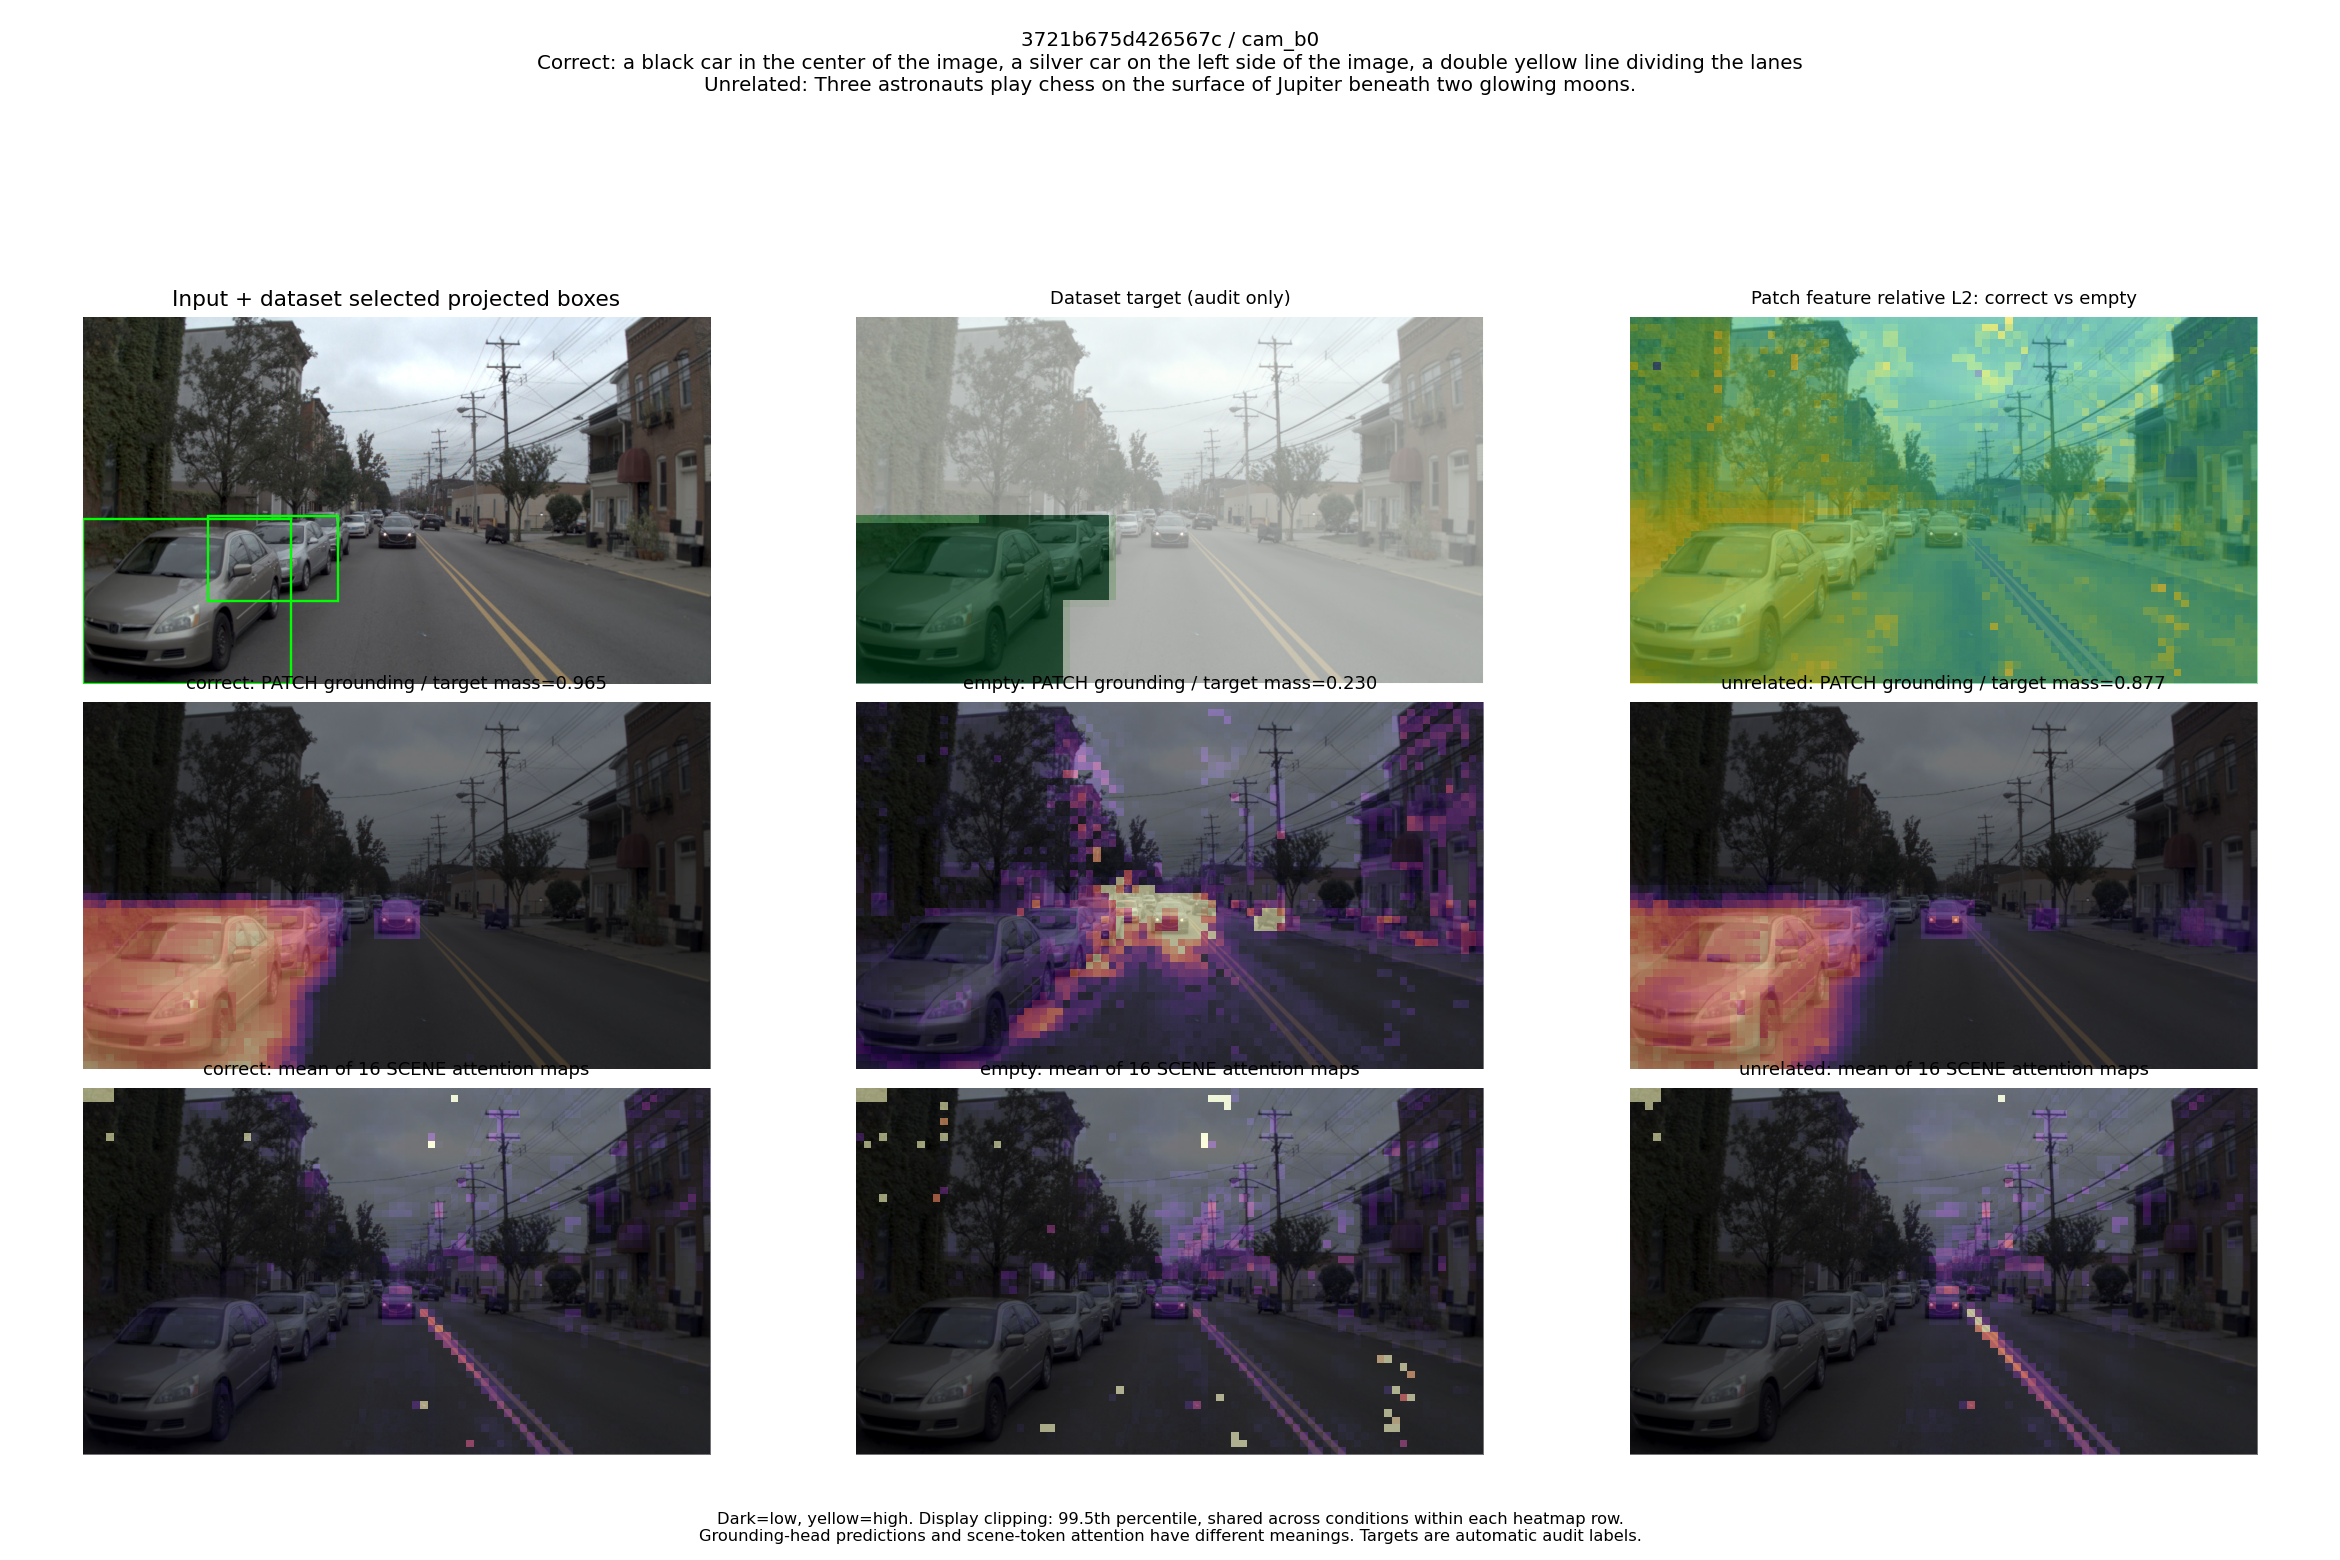 3721b675d426567c / cam_b0
Correct: a black car in the center of the image, a silver car on the left side of the image, a double yellow line dividing the lanes
Unrelated: Three astronauts play chess on the surface of Jupiter beneath two glowing moons.
Input + dataset selected projected boxes
Dataset target (audit only)
Patch feature relative L2: correct vs empty
correct: PATCH grounding / target mass=0.965
empty: PATCH grounding / target mass=0.230
unrelated: PATCH grounding / target mass=0.877
correct: mean of 16 SCENE attention maps
empty: mean of 16 SCENE attention maps
unrelated: mean of 16 SCENE attention maps
Dark=low, yellow=high. Display clipping: 99.5th percentile, shared across conditions within each heatmap row.
Grounding-head predictions and scene-token attention have different meanings. Targets are automatic audit labels.